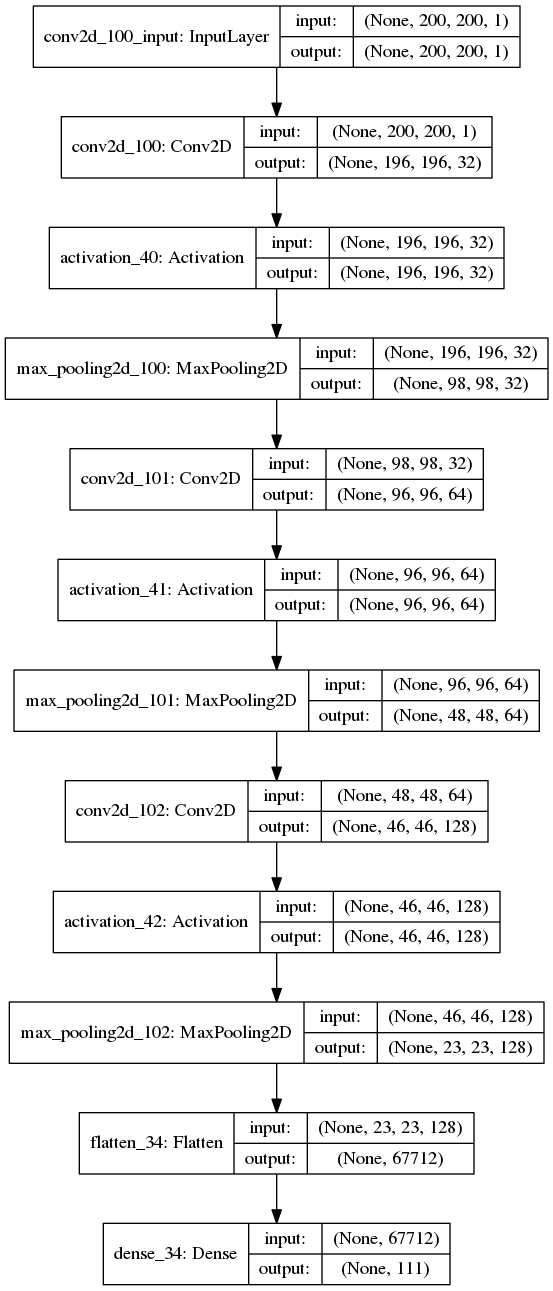 conv2d_100_input: InputLayer
input: (None, 200, 200, 1)
output: (None, 200, 200, 1)
conv2d_100: Conv2D
input: (None, 200, 200, 1)
output: (None, 196, 196, 32)
activation_40: Activation
input: (None, 196, 196, 32)
output: (None, 196, 196, 32)
max_pooling2d_100: MaxPooling2D
input: (None, 196, 196, 32)
output: (None, 98, 98, 32)
conv2d_101: Conv2D
input: (None, 98, 98, 32)
output: (None, 96, 96, 64)
activation_41: Activation
input: (None, 96, 96, 64)
output: (None, 96, 96, 64)
max_pooling2d_101: MaxPooling2D
input: (None, 96, 96, 64)
output: (None, 48, 48, 64)
conv2d_102: Conv2D
input: (None, 48, 48, 64)
output: (None, 46, 46, 128)
activation_42: Activation
input: (None, 46, 46, 128)
output: (None, 46, 46, 128)
max_pooling2d_102: MaxPooling2D
input: (None, 46, 46, 128)
output: (None, 23, 23, 128)
flatten_34: Flatten
input: (None, 23, 23, 128)
output: (None, 67712)
dense_34: Dense
input: (None, 67712)
output: (None, 111)